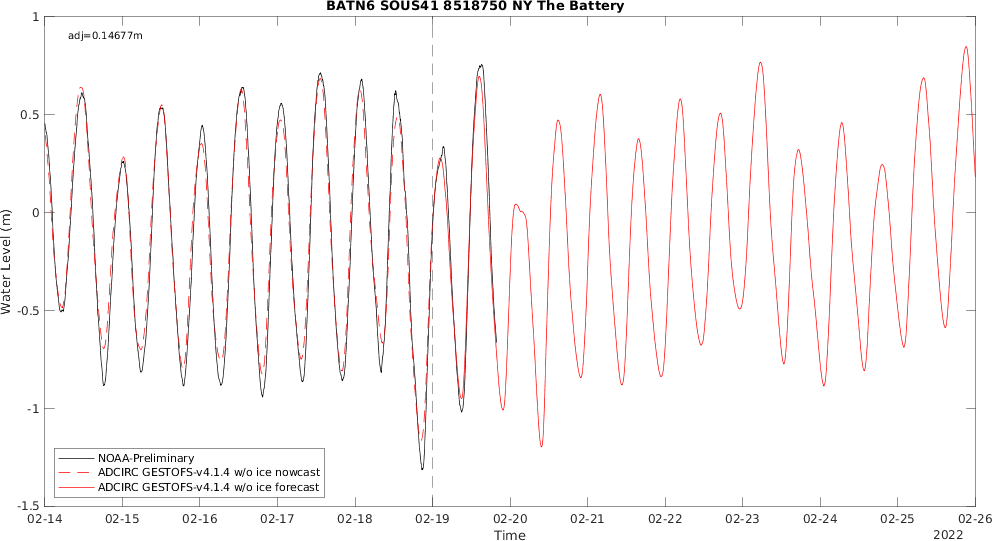 BATN6 SOUS41 8518750 NY The Battery
adj=0.14677m
1
0.5
0
-0.5
-1
-1.5
Water Level (m)
NOAA-Preliminary
ADCIRC GESTOFS-v4.1.4 w/o ice nowcast
ADCIRC GESTOFS-v4.1.4 w/o ice forecast
02-14 02-15 02-16 02-17 02-18 02-19 02-20 02-21 02-22 02-23 02-24 02-25 02-26
Time
2022